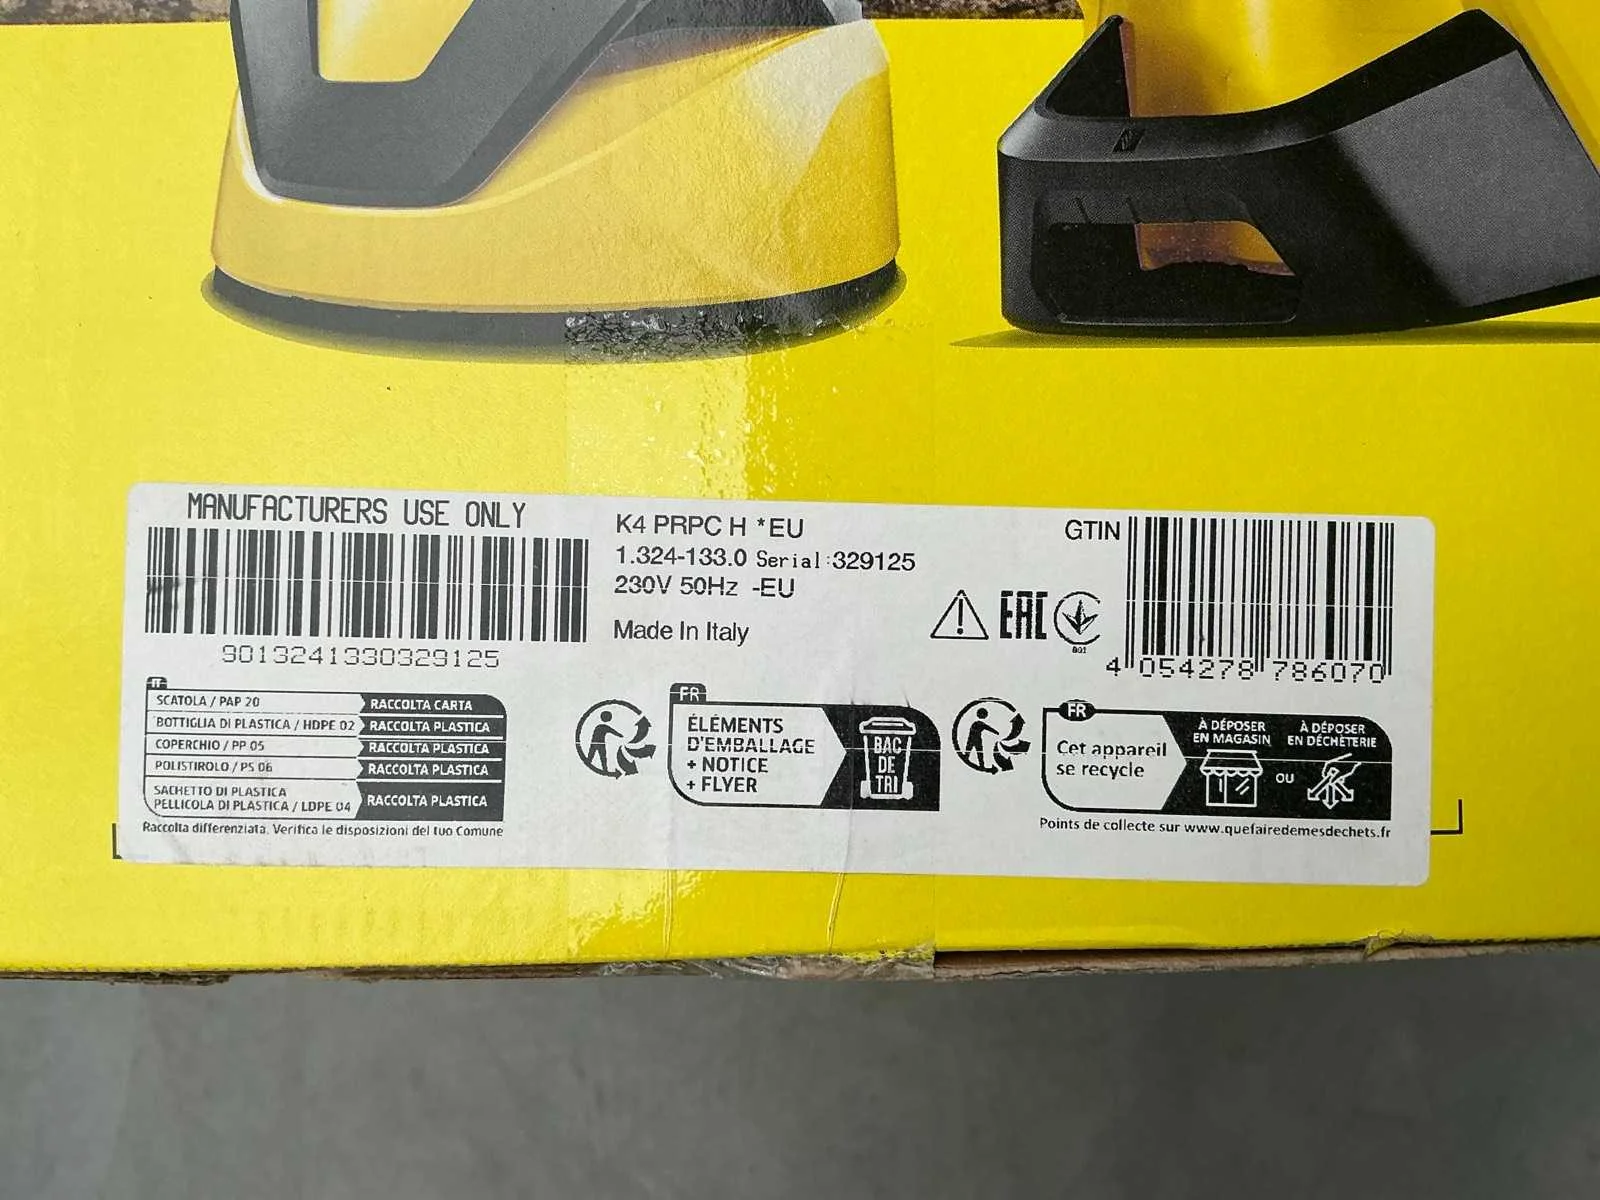 MANUFACTURERS USE ONLY
9013241330329125
K4 PRPC H *EU
1.324-133.0 Serial:329125
230V 50Hz -EU
Made In Italy
GTIN
EAC
4 054278 786070
IT
SCATOLA / PAP 20 RACCOLTA CARTA
BOTTIGLIA DI PLASTICA / HDPE 02 RACCOLTA PLASTICA
COPERCHIO / PP 05 RACCOLTA PLASTICA
POLISTIROLO / PS 06 RACCOLTA PLASTICA
SACHETTO DI PLASTICA
PELLICOLA DI PLASTICA / LDPE 04 RACCOLTA PLASTICA
Raccolta differenziata. Verifica le disposizioni del tuo Comune
FR
ÉLÉMENTS
D'EMBALLAGE
+ NOTICE
+ FLYER
BAC
DE
TRI
FR
Cet appareil
se recycle
À DÉPOSER
EN MAGASIN
OU
À DÉPOSER
EN DÉCHÈTERIE
Points de collecte sur www.quefairedemesdechets.fr